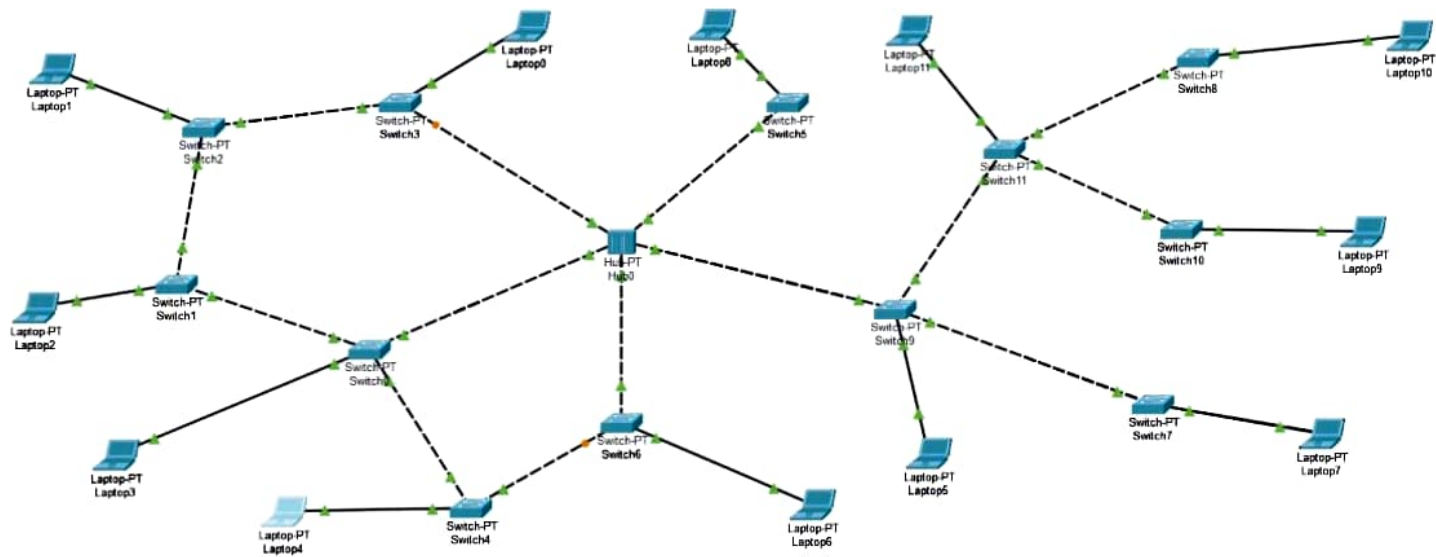 Laptop-PT
Laptop0
Laptop-PT
Laptop8
Laptop-PT
Laptop11
Laptop-PT
Laptop10
Switch-PT
Switch8
Laptop-PT
Laptop1
Switch-PT
Switch3
Switch-PT
Switch5
Switch-PT
Switch2
Switch-PT
Switch11
Switch-PT
Switch10
Laptop-PT
Laptop9
Hub-PT
Hub0
Switch-PT
Switch1
Laptop-PT
Laptop2
Switch-PT
Switch9
Switch-PT
Switch0
Switch-PT
Switch7
Switch-PT
Switch6
Laptop-PT
Laptop7
Laptop-PT
Laptop3
Laptop-PT
Laptop5
Laptop-PT
Laptop4
Switch-PT
Switch4
Laptop-PT
Laptop6